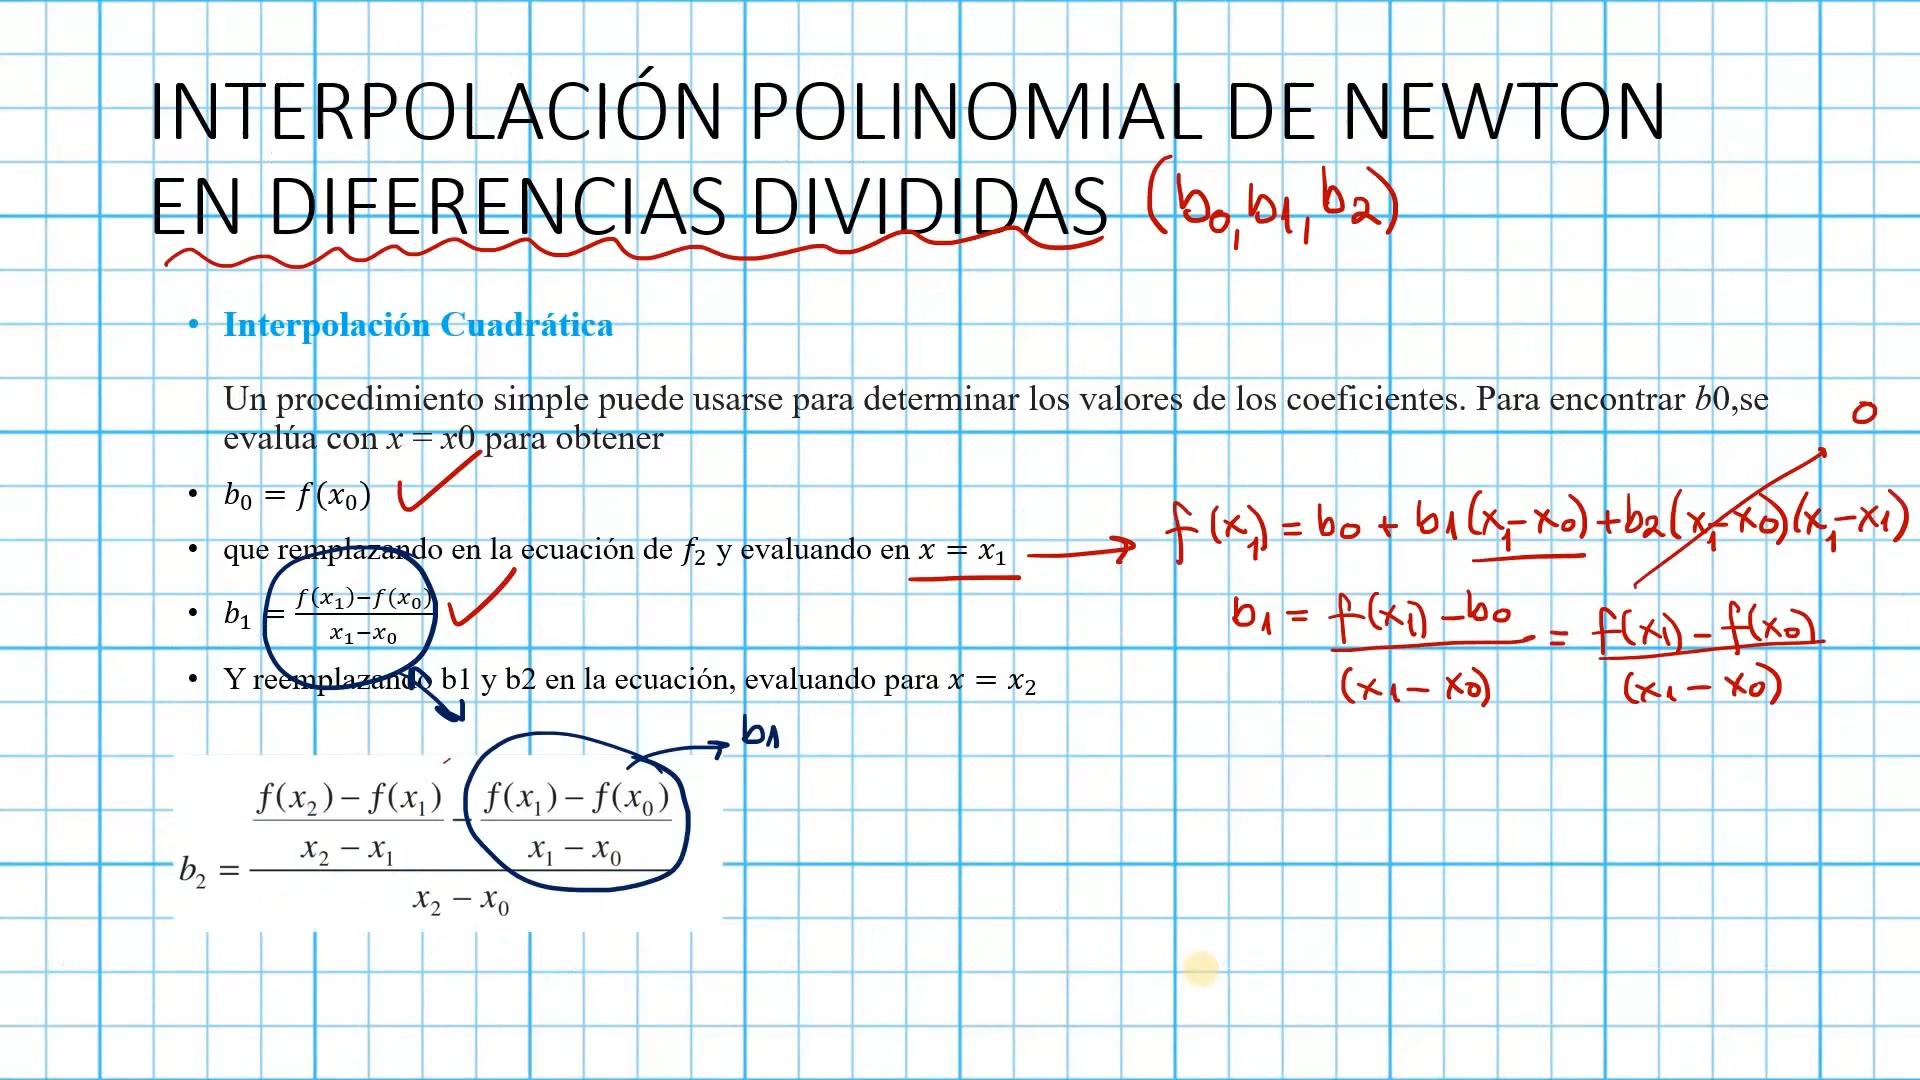 INTERPOLACIÓN POLINOMIAL DE NEWTON
EN DIFERENCIAS DIVIDIDAS (b0, b1, b2)
• Interpolación Cuadrática
Un procedimiento simple puede usarse para determinar los valores de los coeficientes. Para encontrar b0,se
evalúa con x = x0 para obtener
0
• b₀ = f(x₀)
f(x₁) = b0 + b1(x₁-x0) + b2(x₁-x0)(x₁-x1)
• que remplazando en la ecuación de f₂ y evaluando en x = x₁
• b₁ = (f(x₁)−f(x₀))/(x₁−x₀)
b1 = (f(x1) - b0)/(x1 - x0) = (f(x1) - f(x0))/(x1 - x0)
• Y reemplazando b1 y b2 en la ecuación, evaluando para x = x₂
b1
b₂ = ((f(x₂) − f(x₁))/(x₂ − x₁) − (f(x₁) − f(x₀))/(x₁ − x₀))/(x₂ − x₀)